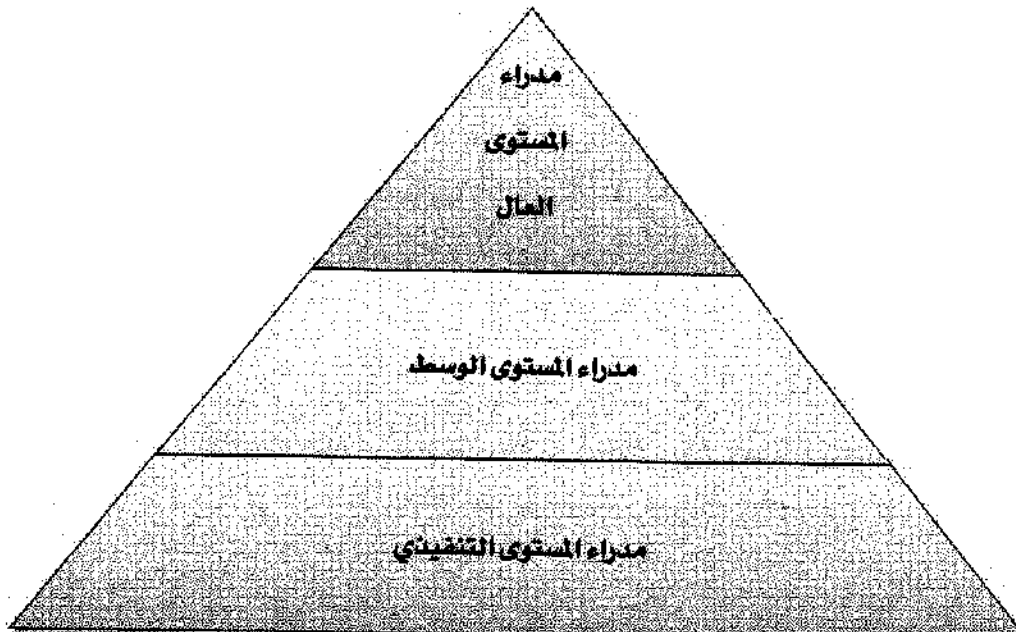 مدراء
المستوى
العال
مدراء المستوى الوسط
مدراء المستوى التنفيذي